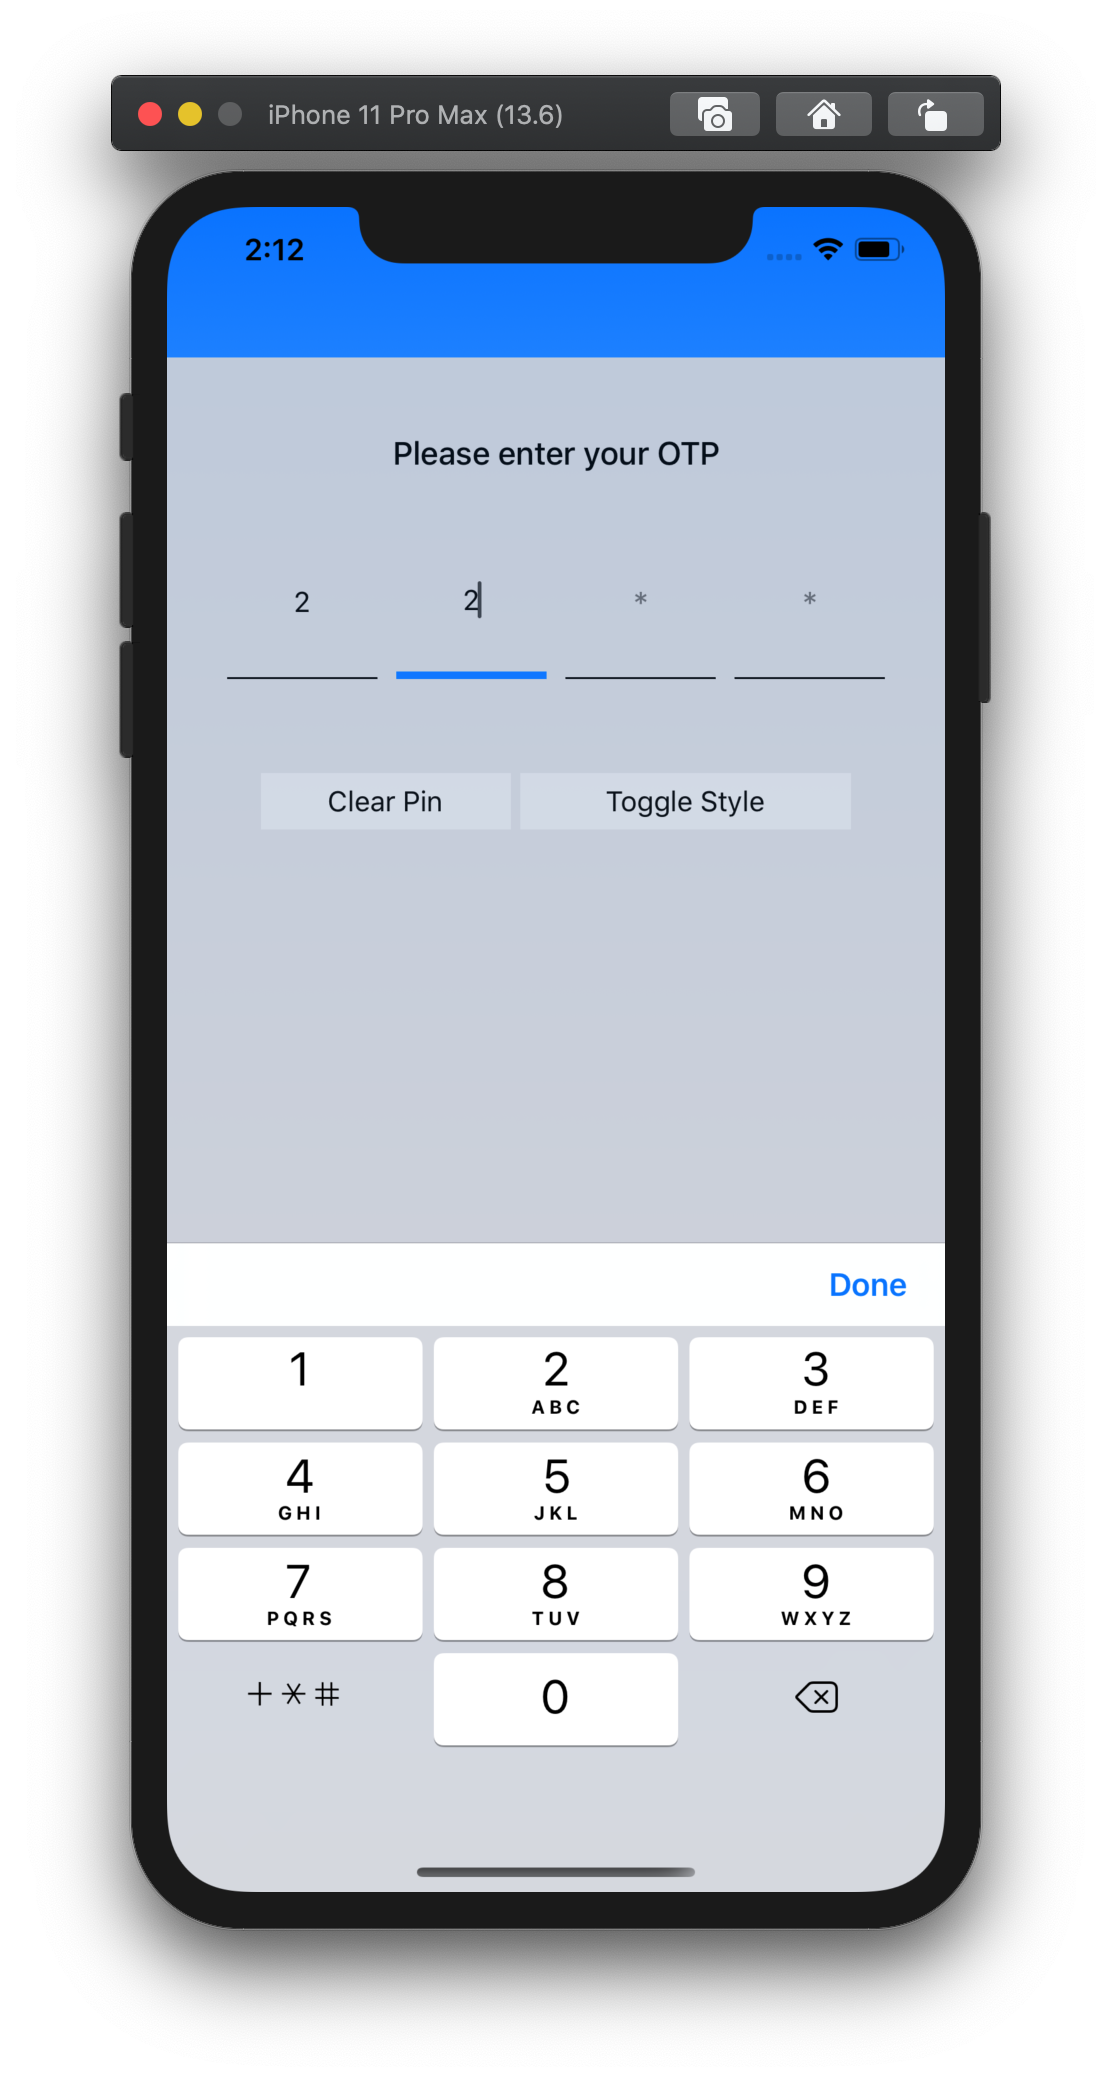 iPhone 11 Pro Max (13.6)
2:12
Please enter your OTP
2 2 * *
Clear Pin Toggle Style
Done
1 2 3
ABC DEF
4 5 6
GHI JKL MNO
7 8 9
PQRS TUV WXYZ
+*# 0